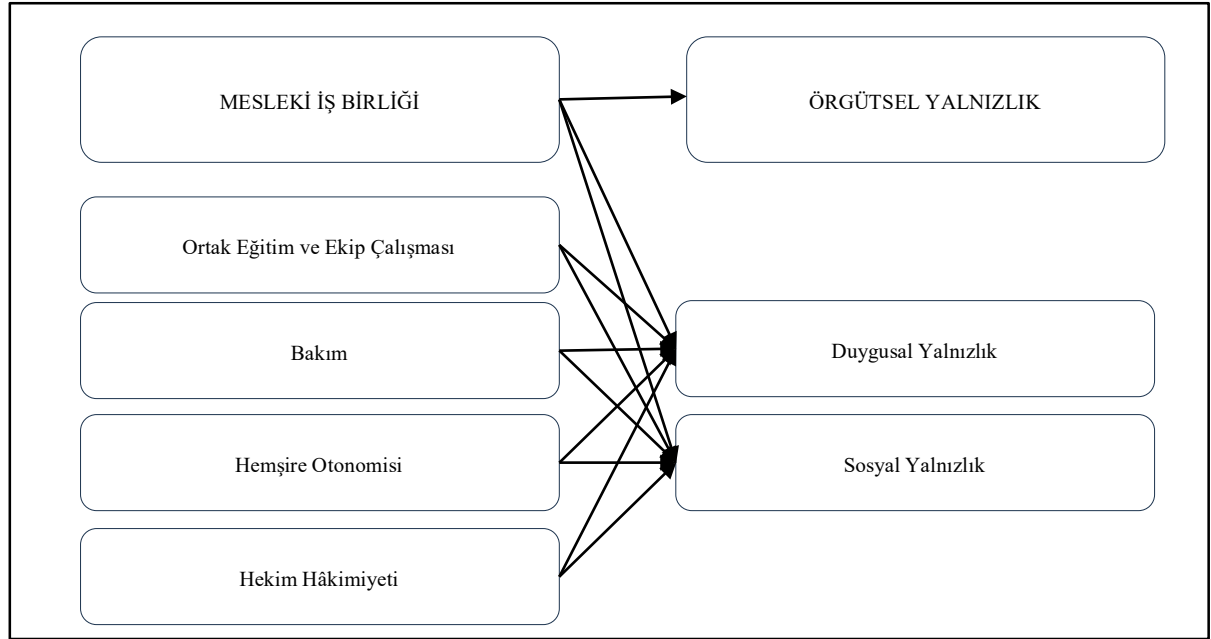 MESLEKİ İŞ BİRLİĞİ
ÖRGÜTSEL YALNIZLIK
Ortak Eğitim ve Ekip Çalışması
Bakım
Duygusal Yalnızlık
Hemşire Otonomisi
Sosyal Yalnızlık
Hekim Hâkimiyeti